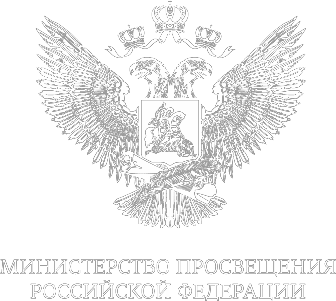 МИНИСТЕРСТВО ПРОСВЕЩЕНИЯ
РОССИЙСКОЙ ФЕДЕРАЦИИ